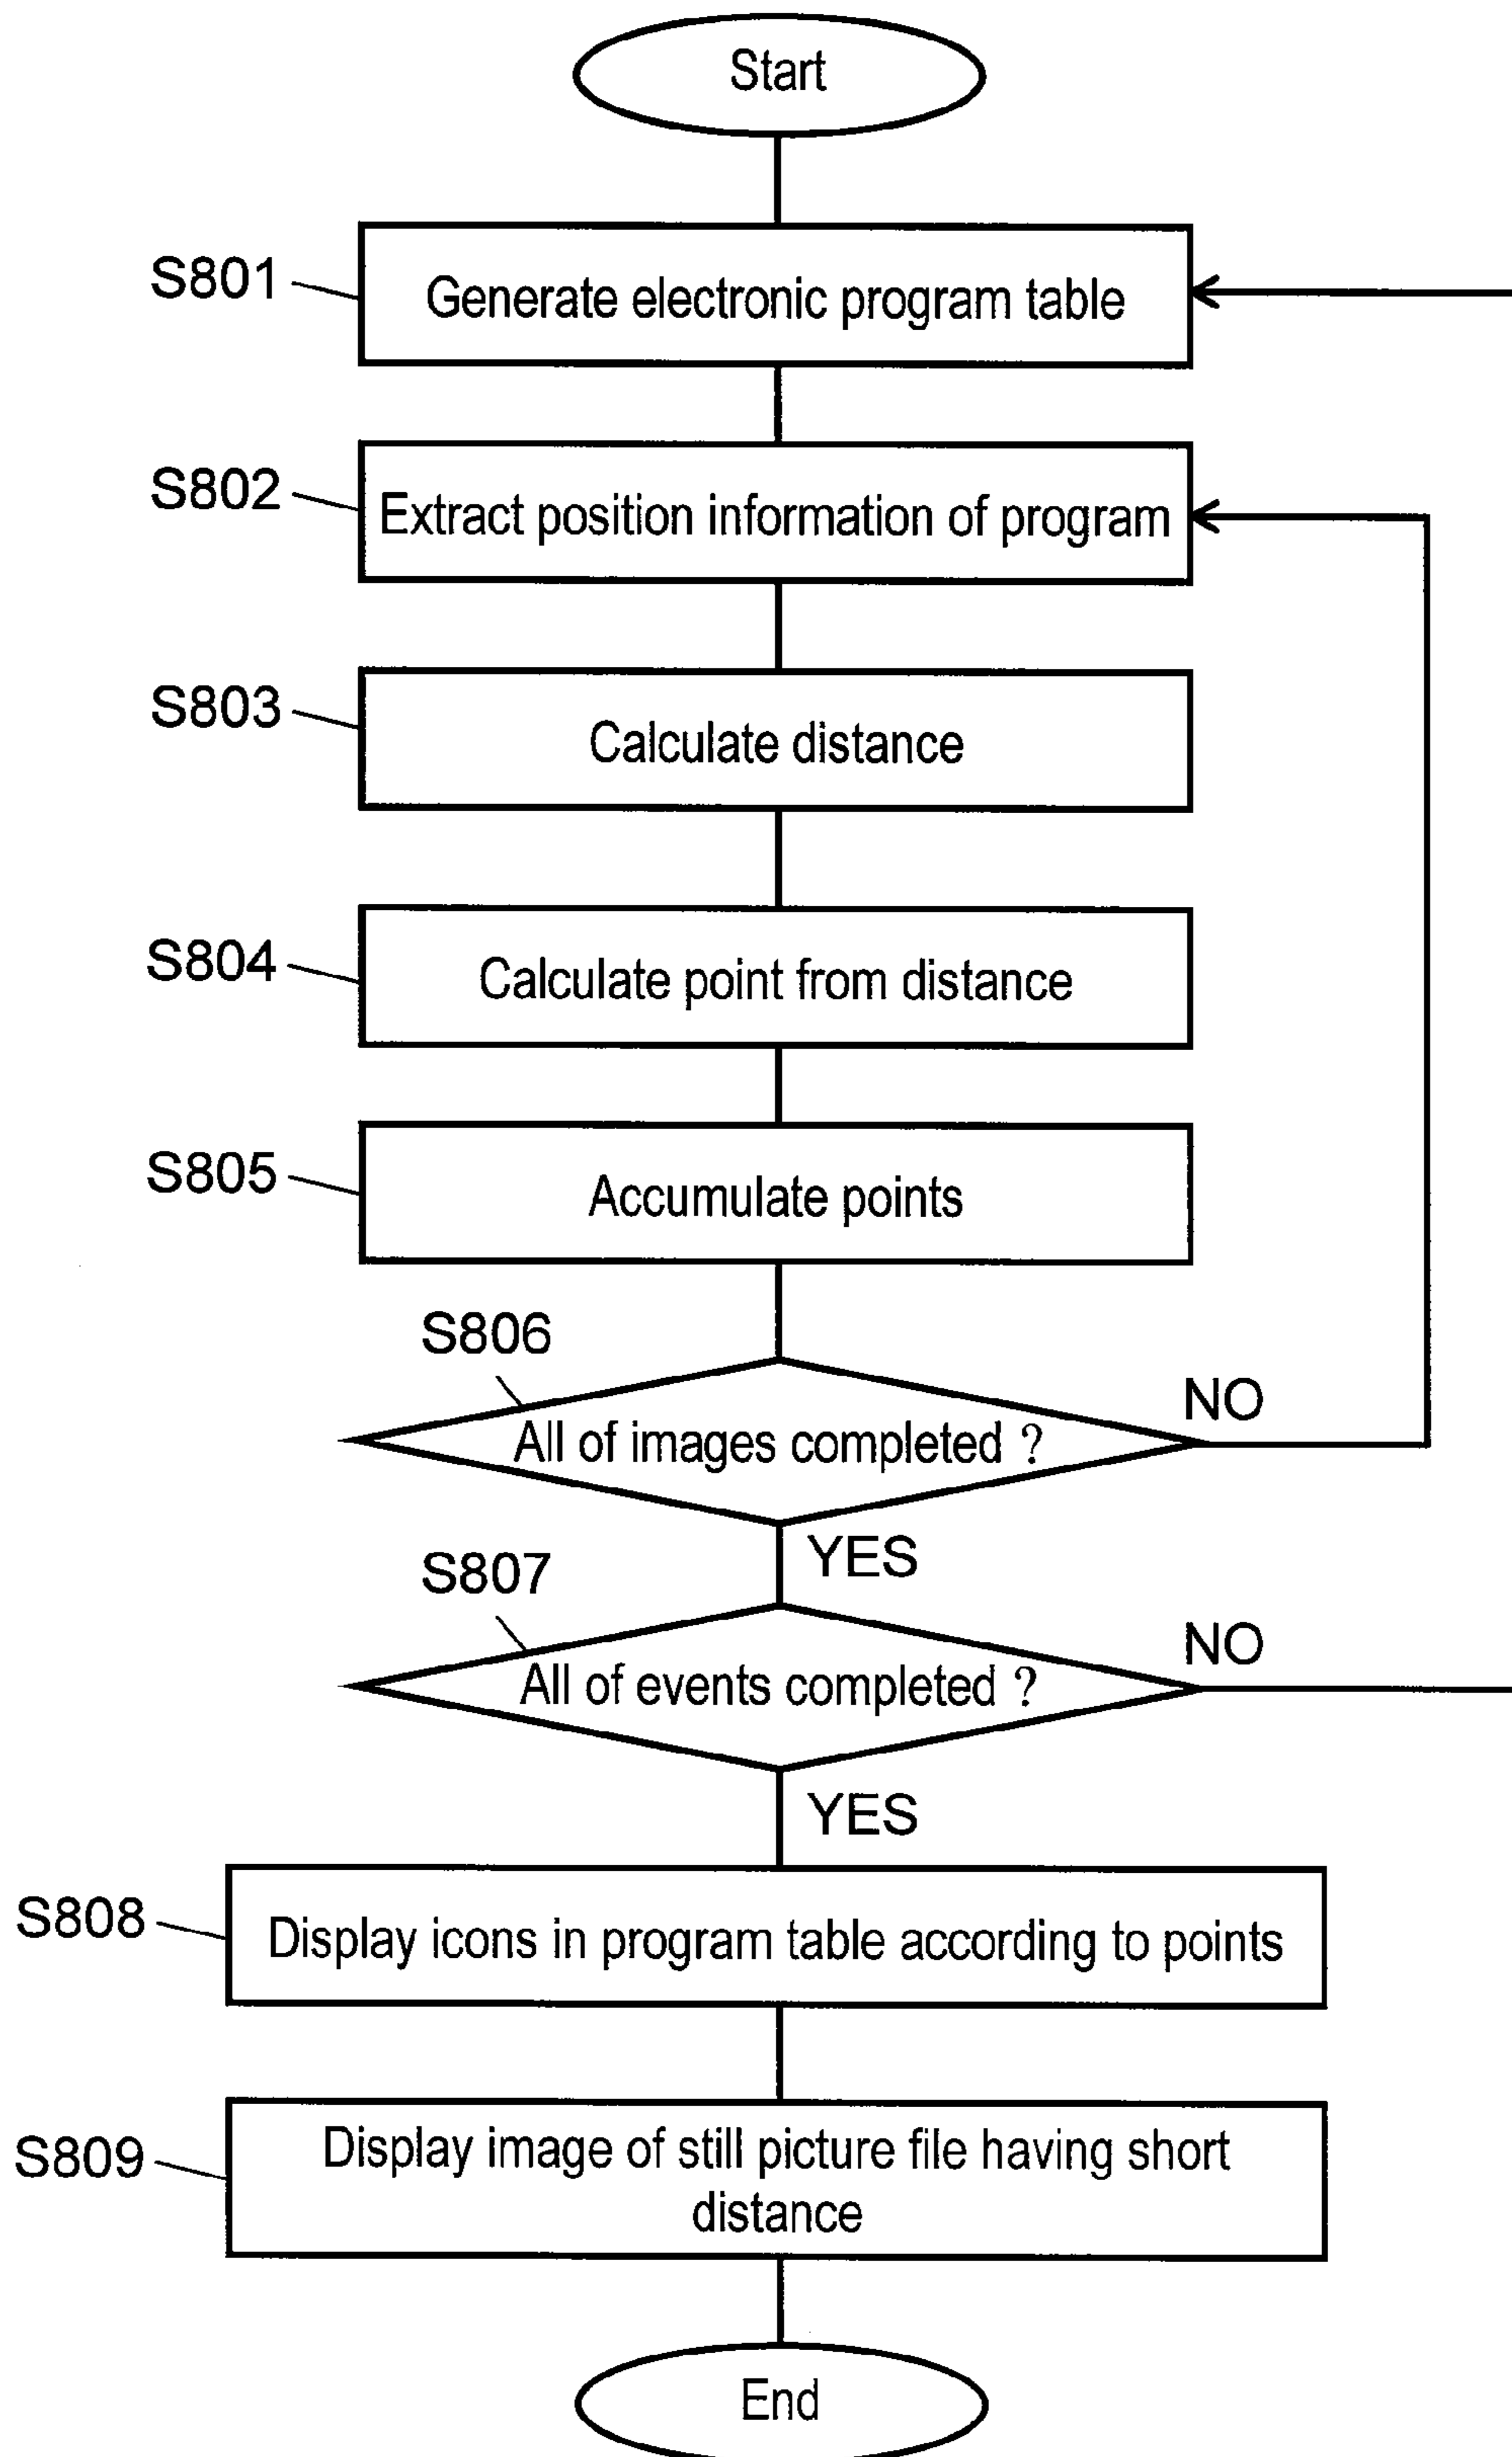 Start
S801
Generate electronic program table
S802
Extract position information of program
S803
Calculate distance
S804
Calculate point from distance
S805
Accumulate points
S806
All of images completed ?
NO
YES
S807
All of events completed ?
NO
YES
S808
Display icons in program table according to points
S809
Display image of still picture file having short
distance
End